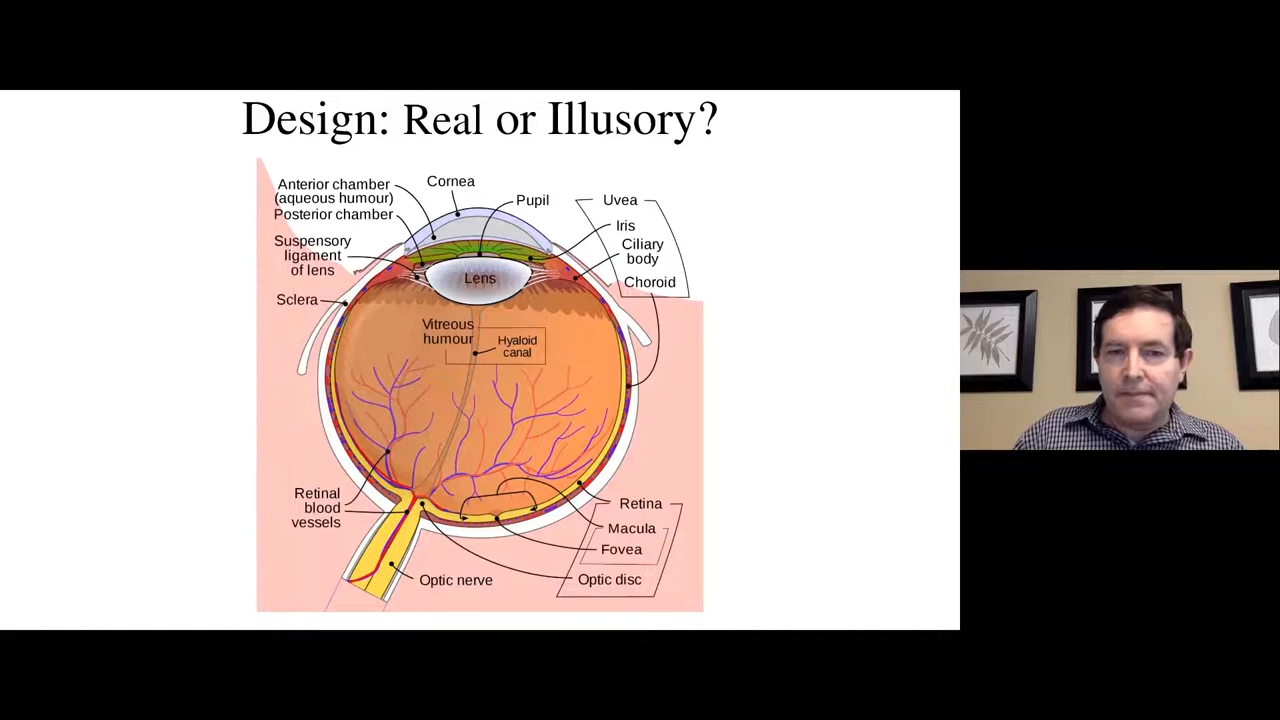 Design: Real or Illusory?
Anterior chamber
(aqueous humour)
Posterior chamber
Cornea
Pupil
Uvea
Iris
Ciliary
body
Choroid
Suspensory
ligament
of lens
Lens
Sclera
Vitreous
humour
Hyaloid
canal
Retinal
blood
vessels
Retina
Macula
Fovea
Optic nerve
Optic disc